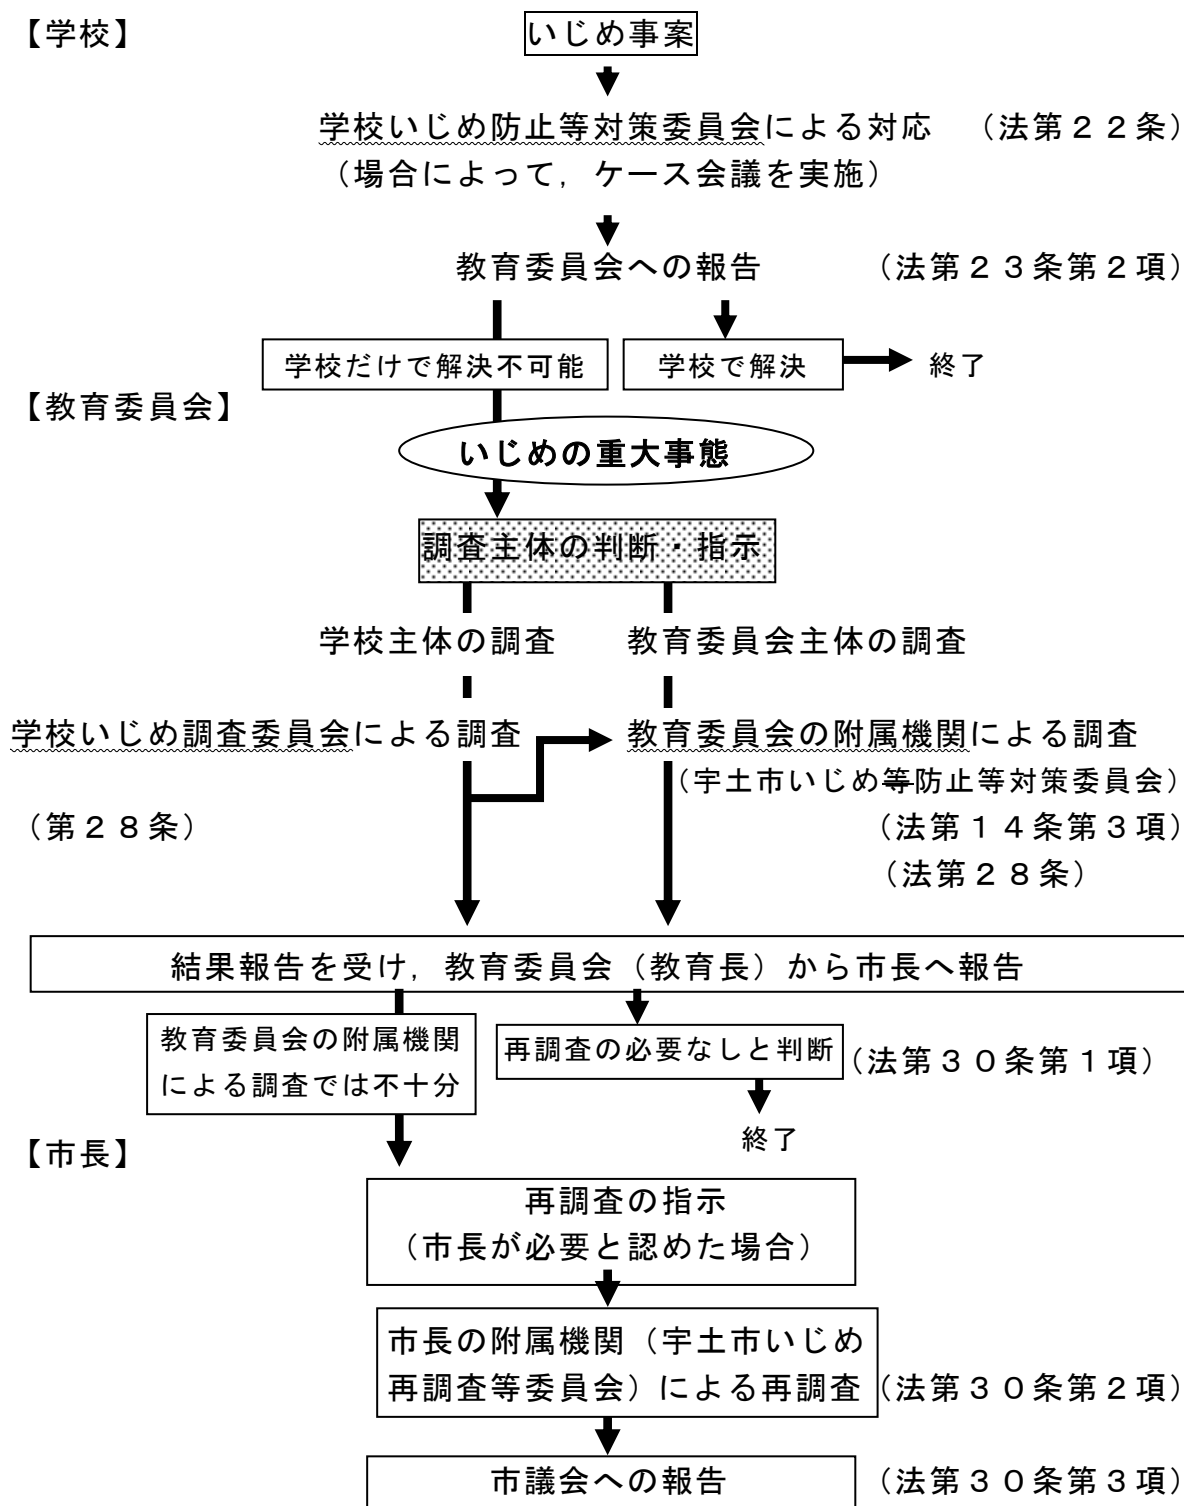 【学校】 いじめ事案
学校いじめ防止等対策委員会による対応 (法第22条)
(場合によって,ケース会議を実施)
教育委員会への報告 (法第23条第2項)
学校だけで解決不可能 学校で解決 終了
【教育委員会】
いじめの重大事態
調査主体の判断・指示
学校主体の調査 教育委員会主体の調査
学校いじめ調査委員会による調査 教育委員会の附属機関による調査
(宇土市いじめ等防止等対策委員会)
(第28条) (法第14条第3項)
(法第28条)
結果報告を受け,教育委員会(教育長)から市長へ報告
教育委員会の附属機関
による調査では不十分
再調査の必要なしと判断 (法第30条第1項)
終了
【市長】
再調査の指示
(市長が必要と認めた場合)
市長の附属機関(宇土市いじめ
再調査等委員会)による再調査 (法第30条第2項)
市議会への報告 (法第30条第3項)